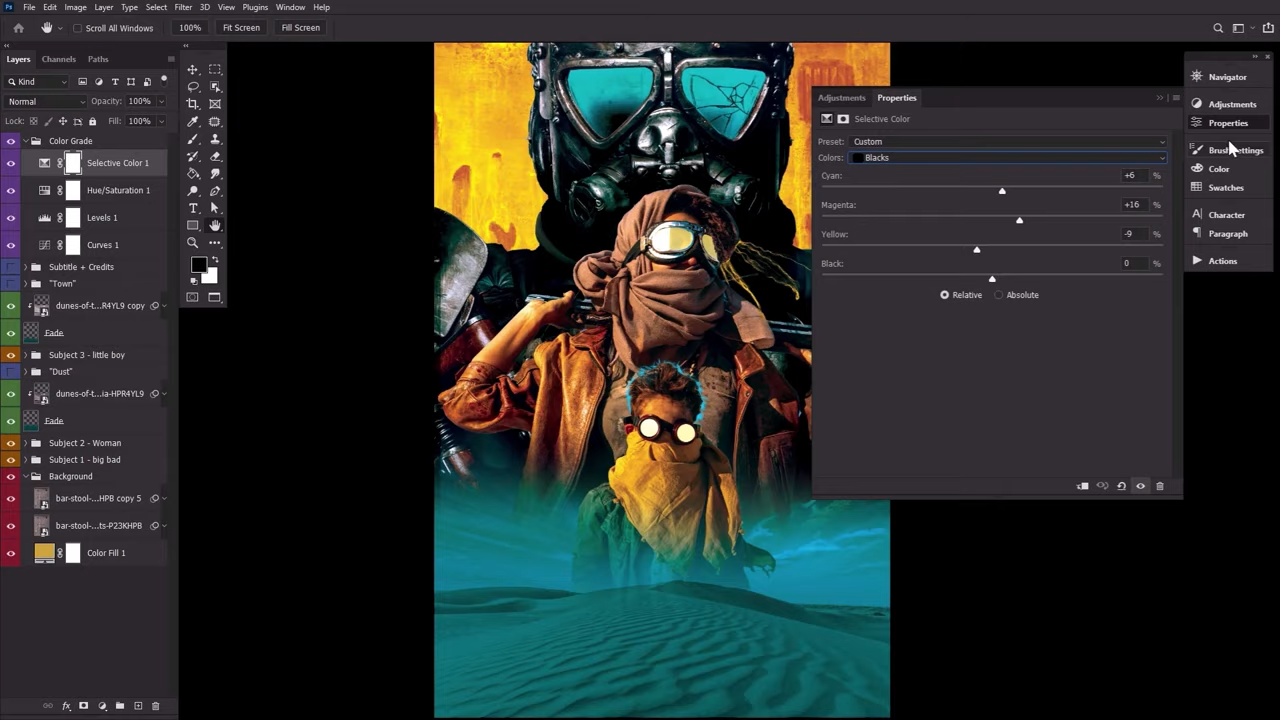 Ps File Edit Image Layer Type Select Filter 3D View Plugins Window Help
Scroll All Windows 100% Fit Screen Fill Screen
Layers Channels Paths
Kind
Normal Opacity: 100%
Lock: Fill: 100%
Color Grade
Selective Color 1
Hue/Saturation 1
Levels 1
Curves 1
Subtitle + Credits
"Town"
dunes-of-t...R4YL9 copy
Fade
Subject 3 - little boy
"Dust"
dunes-of-t...ia-HPR4YL9
Fade
Subject 2 - Woman
Subject 1 - big bad
Background
bar-stool-...HPB copy 5
bar-stool-...ts-P23KHPB
Color Fill 1
Adjustments Properties
Selective Color
Preset: Custom
Colors: Blacks
Cyan: +6 %
Magenta: +16 %
Yellow: -9 %
Black: 0 %
Relative Absolute
Navigator
Adjustments
Properties
Brush Settings
Color
Swatches
Character
Paragraph
Actions